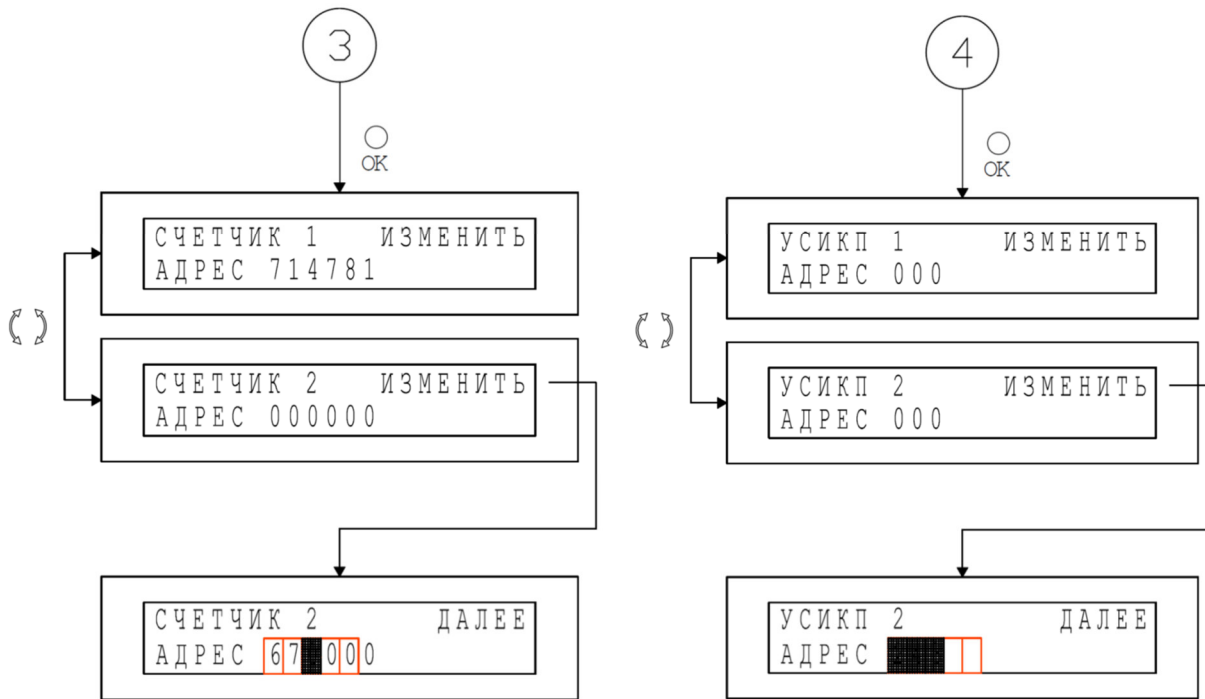 3
OK
СЧЕТЧИК 1 ИЗМЕНИТЬ
АДРЕС 714781
СЧЕТЧИК 2 ИЗМЕНИТЬ
АДРЕС 000000
СЧЕТЧИК 2 ДАЛЕЕ
АДРЕС 67 000
4
OK
УСИКП 1 ИЗМЕНИТЬ
АДРЕС 000
УСИКП 2 ИЗМЕНИТЬ
АДРЕС 000
УСИКП 2 ДАЛЕЕ
АДРЕС